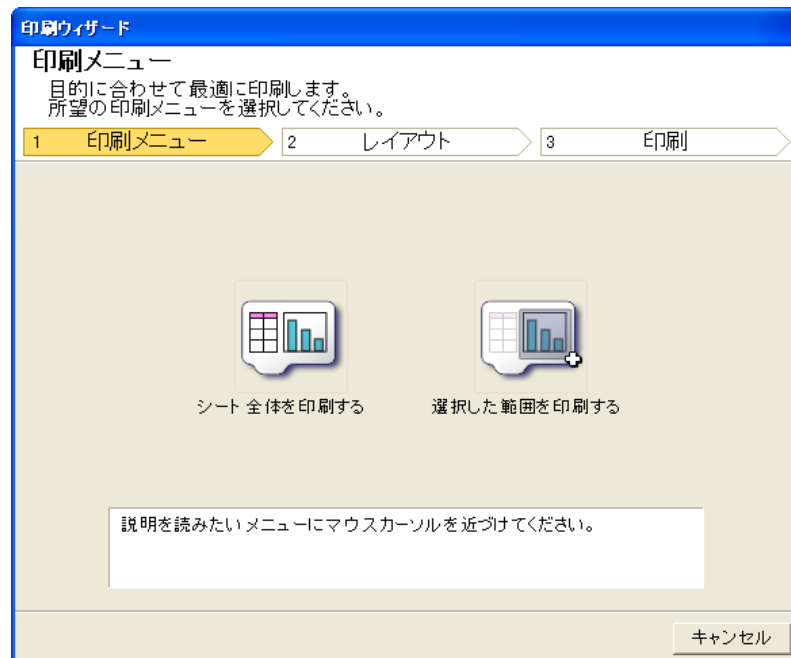 印刷ウィザード
印刷メニュー
目的に合わせて最適に印刷します。
所望の印刷メニューを選択してください。
1 印刷メニュー 2 レイアウト 3 印刷
シート全体を印刷する 選択した範囲を印刷する
説明を読みたいメニューにマウスカーソルを近づけてください。
キャンセル